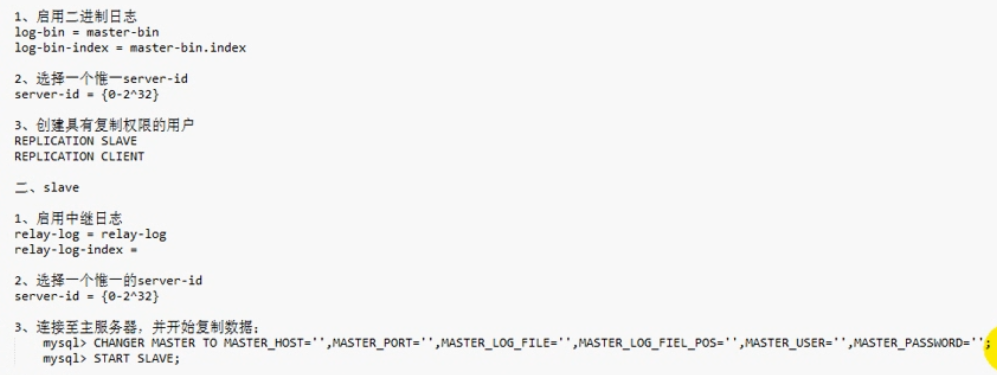 1、启用二进制日志
log-bin = master-bin
log-bin-index = master-bin.index
2、选择一个惟一server-id
server-id = {0-2^32}
3、创建具有复制权限的用户
REPLICATION SLAVE
REPLICATION CLIENT
二、slave
1、启用中继日志
relay-log = relay-log
relay-log-index =
2、选择一个惟一的server-id
server-id = {0-2^32}
3、连接至主服务器，并开始复制数据；
mysql> CHANGER MASTER TO MASTER_HOST='',MASTER_PORT='',MASTER_LOG_FILE='',MASTER_LOG_FIEL_POS='',MASTER_USER='',MASTER_PASSWORD='';
mysql> START SLAVE;